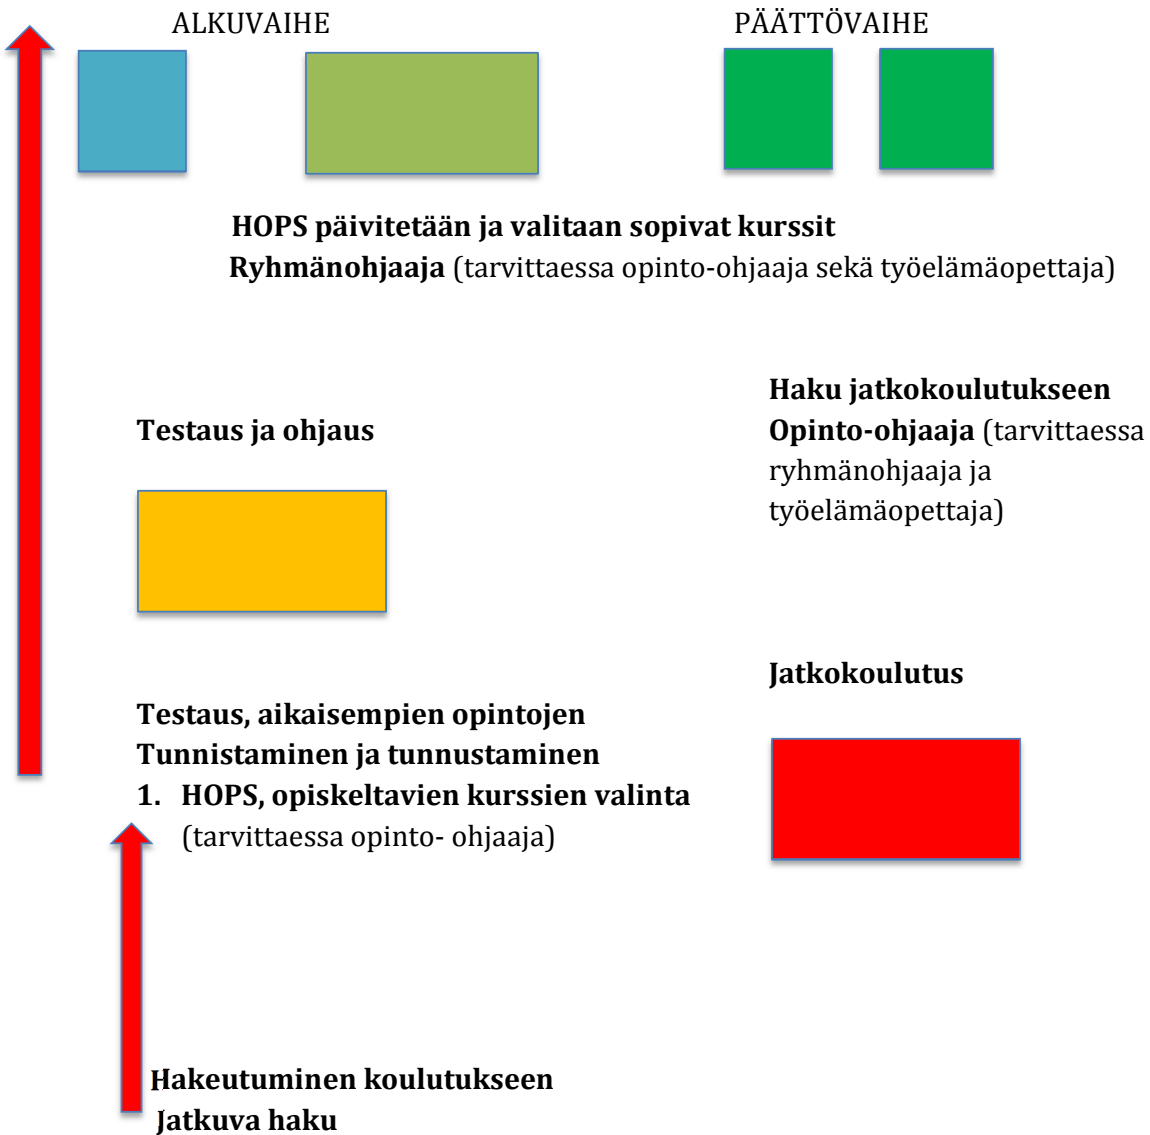 ALKUVAIHE
PÄÄTTÖVAIHE
HOPS päivitetään ja valitaan sopivat kurssit
Ryhmänohjaaja (tarvittaessa opinto-ohjaaja sekä työelämäopettaja)
Testaus ja ohjaus
Haku jatkokoulutukseen
Opinto-ohjaaja (tarvittaessa
ryhmänohjaaja ja
työelämäopettaja)
Testaus, aikaisempien opintojen
Tunnistaminen ja tunnustaminen
1. HOPS, opiskeltavien kurssien valinta
(tarvittaessa opinto- ohjaaja)
Jatkokoulutus
Hakeutuminen koulutukseen
Jatkuva haku